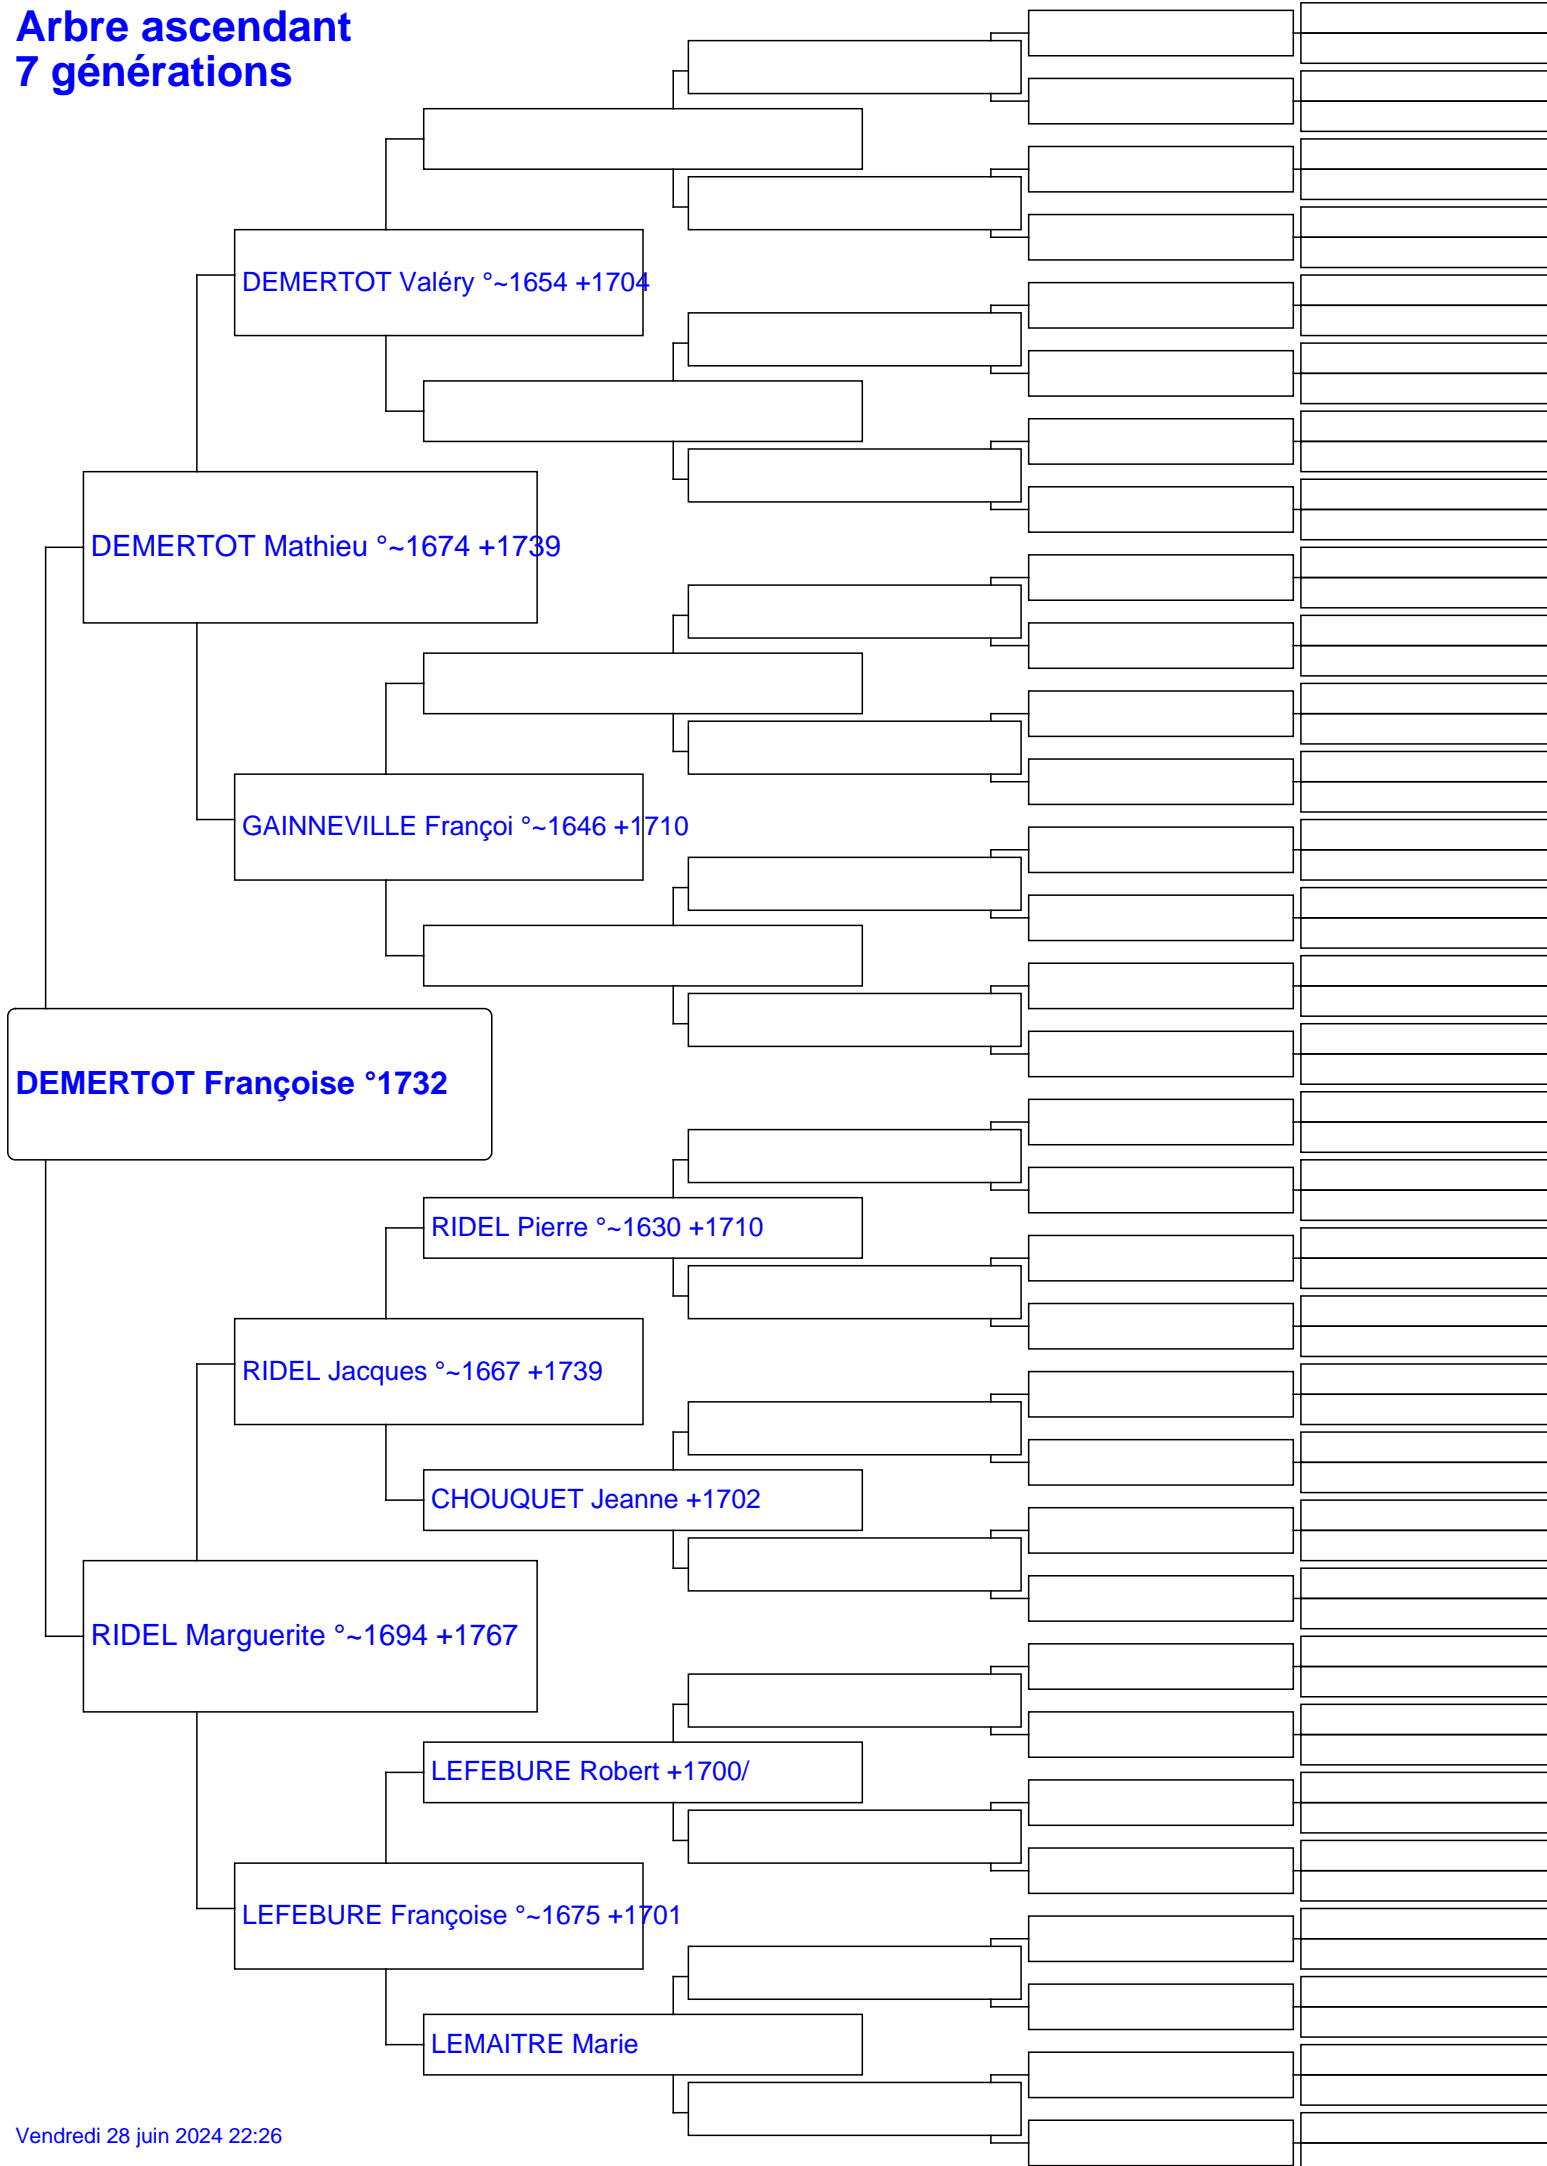 Arbre ascendant
7 générations
DEMERTOT Valéry °~1654 +1704
DEMERTOT Mathieu °~1674 +1739
GAINNEVILLE Françoi °~1646 +1710
DEMERTOT Françoise °1732
RIDEL Pierre °~1630 +1710
RIDEL Jacques °~1667 +1739
CHOUQUET Jeanne +1702
RIDEL Marguerite °~1694 +1767
LEFEBURE Robert +1700/
LEFEBURE Françoise °~1675 +1701
LEMAITRE Marie
Vendredi 28 juin 2024 22:26